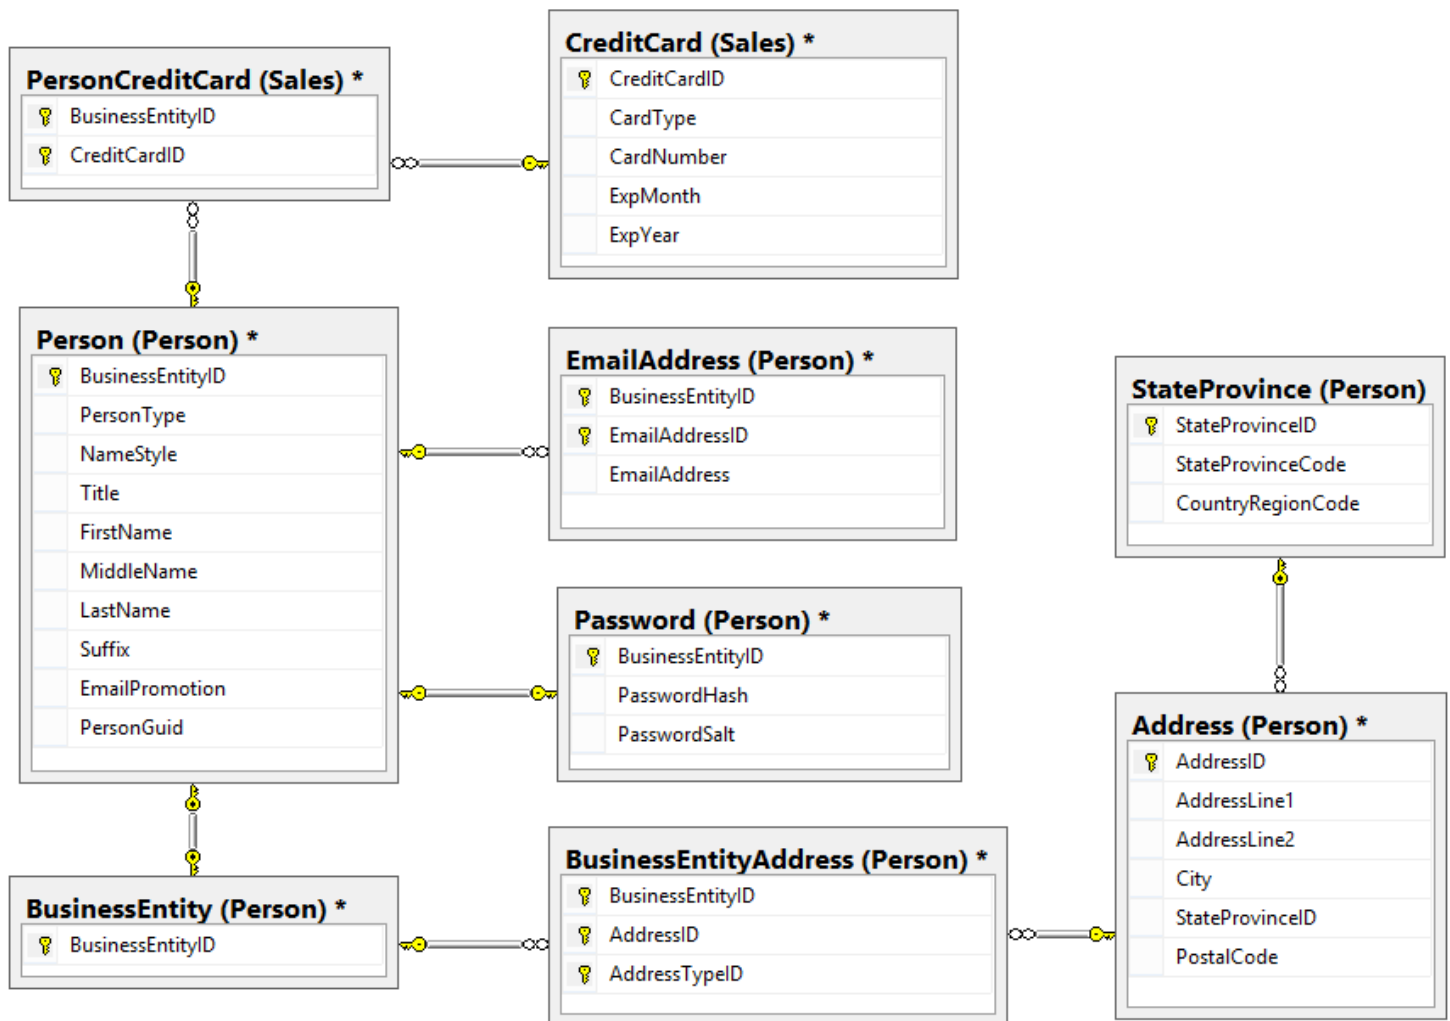 PersonCreditCard (Sales) *
BusinessEntityID
CreditCardID
CreditCard (Sales) *
CreditCardID
CardType
CardNumber
ExpMonth
ExpYear
Person (Person) *
BusinessEntityID
PersonType
NameStyle
Title
FirstName
MiddleName
LastName
Suffix
EmailPromotion
PersonGuid
EmailAddress (Person) *
BusinessEntityID
EmailAddressID
EmailAddress
StateProvince (Person)
StateProvinceID
StateProvinceCode
CountryRegionCode
Password (Person) *
BusinessEntityID
PasswordHash
PasswordSalt
Address (Person) *
AddressID
AddressLine1
AddressLine2
City
StateProvinceID
PostalCode
BusinessEntity (Person) *
BusinessEntityID
BusinessEntityAddress (Person) *
BusinessEntityID
AddressID
AddressTypeID